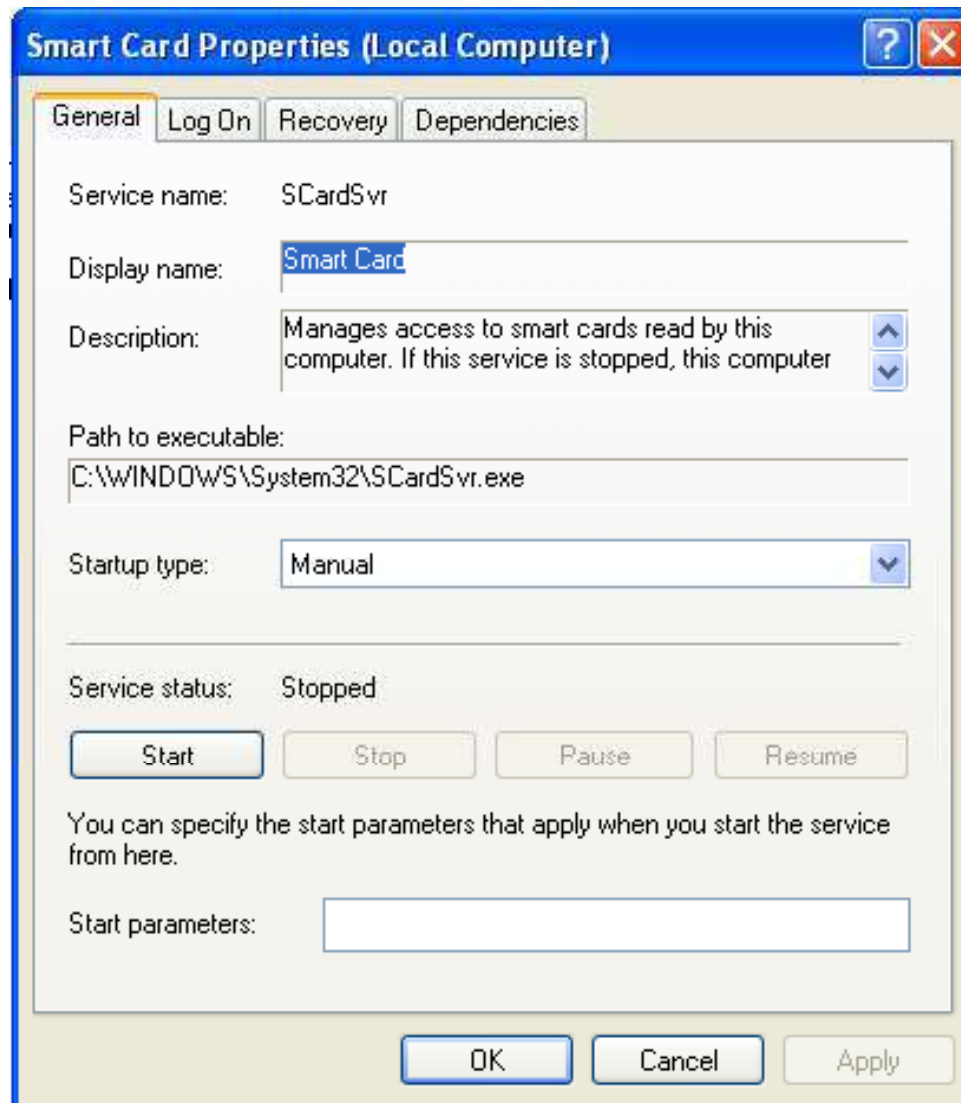 Smart Card Properties (Local Computer)
General Log On Recovery Dependencies
Service name: SCardSvr
Display name: Smart Card
Description: Manages access to smart cards read by this
computer. If this service is stopped, this computer
Path to executable:
C:\WINDOWS\System32\SCardSvr.exe
Startup type: Manual
Service status: Stopped
Start Stop Pause Resume
You can specify the start parameters that apply when you start the service
from here.
Start parameters:
OK Cancel Apply